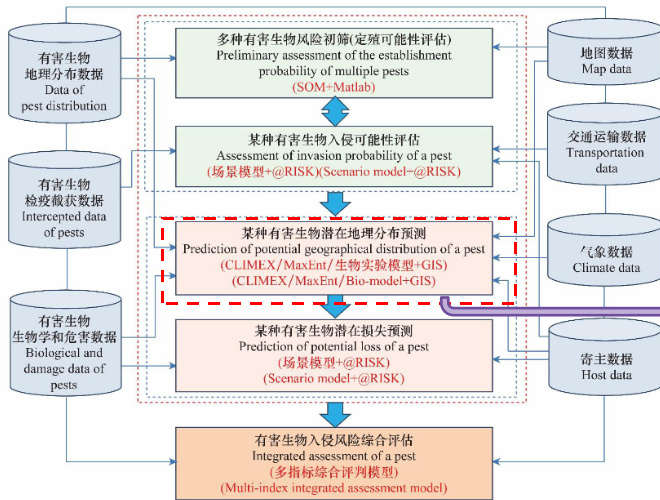 有害生物
地理分布数据
Data of
pest distribution
有害生物
检疫截获数据
Intercepted data
of pests
有害生物
生物学和危害数据
Biological and
damage data of
pests
多种有害生物风险初筛(定殖可能性评估)
Preliminary assessment of the establishment
probability of multiple pests
(SOM+Matlab)
某种有害生物入侵可能性评估
Assessment of invasion probability of a pest
(场景模型+@RISK)(Scenario model+@RISK)
某种有害生物潜在地理分布预测
Prediction of potential geographical distribution of a pest
(CLIMEX/MaxEnt/生物实验模型+GIS)
(CLIMEX/MaxEnt/Bio-model+GIS)
某种有害生物潜在损失预测
Prediction of potential loss of a pest
(场景模型+@RISK)
(Scenario model+@RISK)
有害生物入侵风险综合评估
Integrated assessment of a pest
(多指标综合评判模型)
(Multi-index integrated assessment model)
地图数据
Map data
交通运输数据
Transportation
data
气象数据
Climate data
寄主数据
Host data